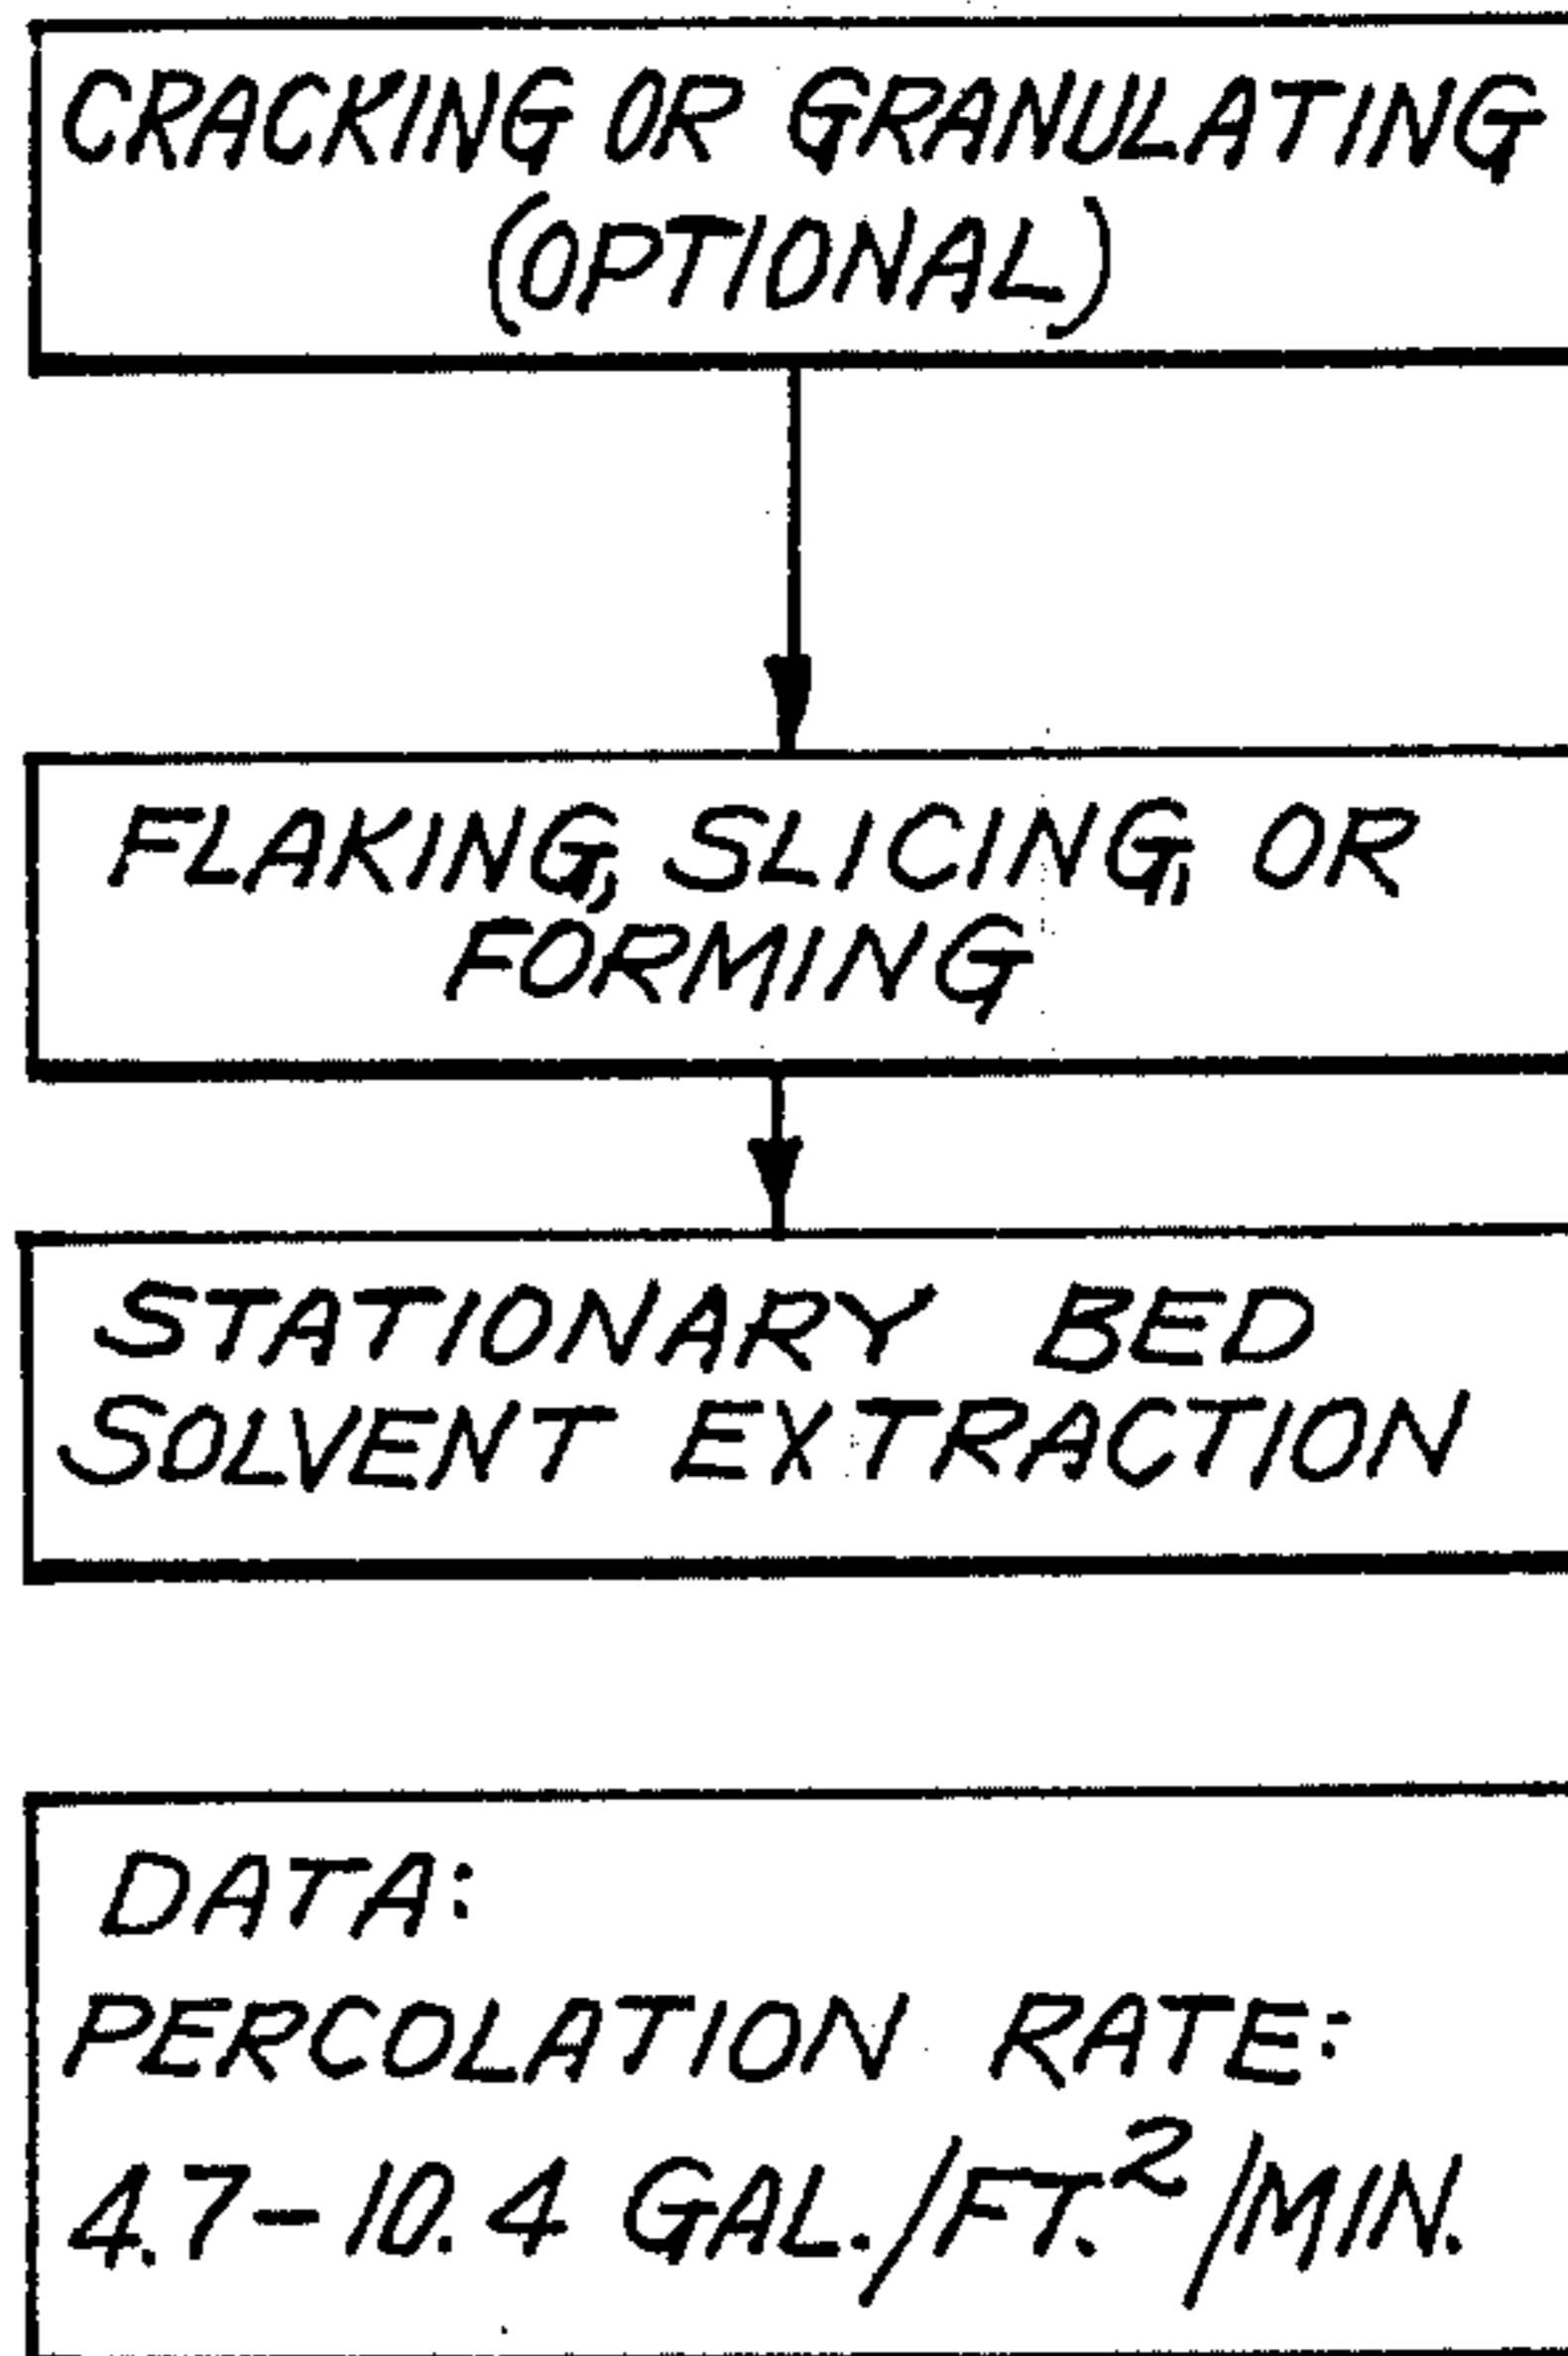 CRACKING OR GRANULATING
(OPTIONAL)
FLAKING, SLICING, OR
FORMING
STATIONARY BED
SOLVENT EXTRACTION
DATA:
PERCOLATION RATE:
4.7-10.4 GAL./FT.²/MIN.